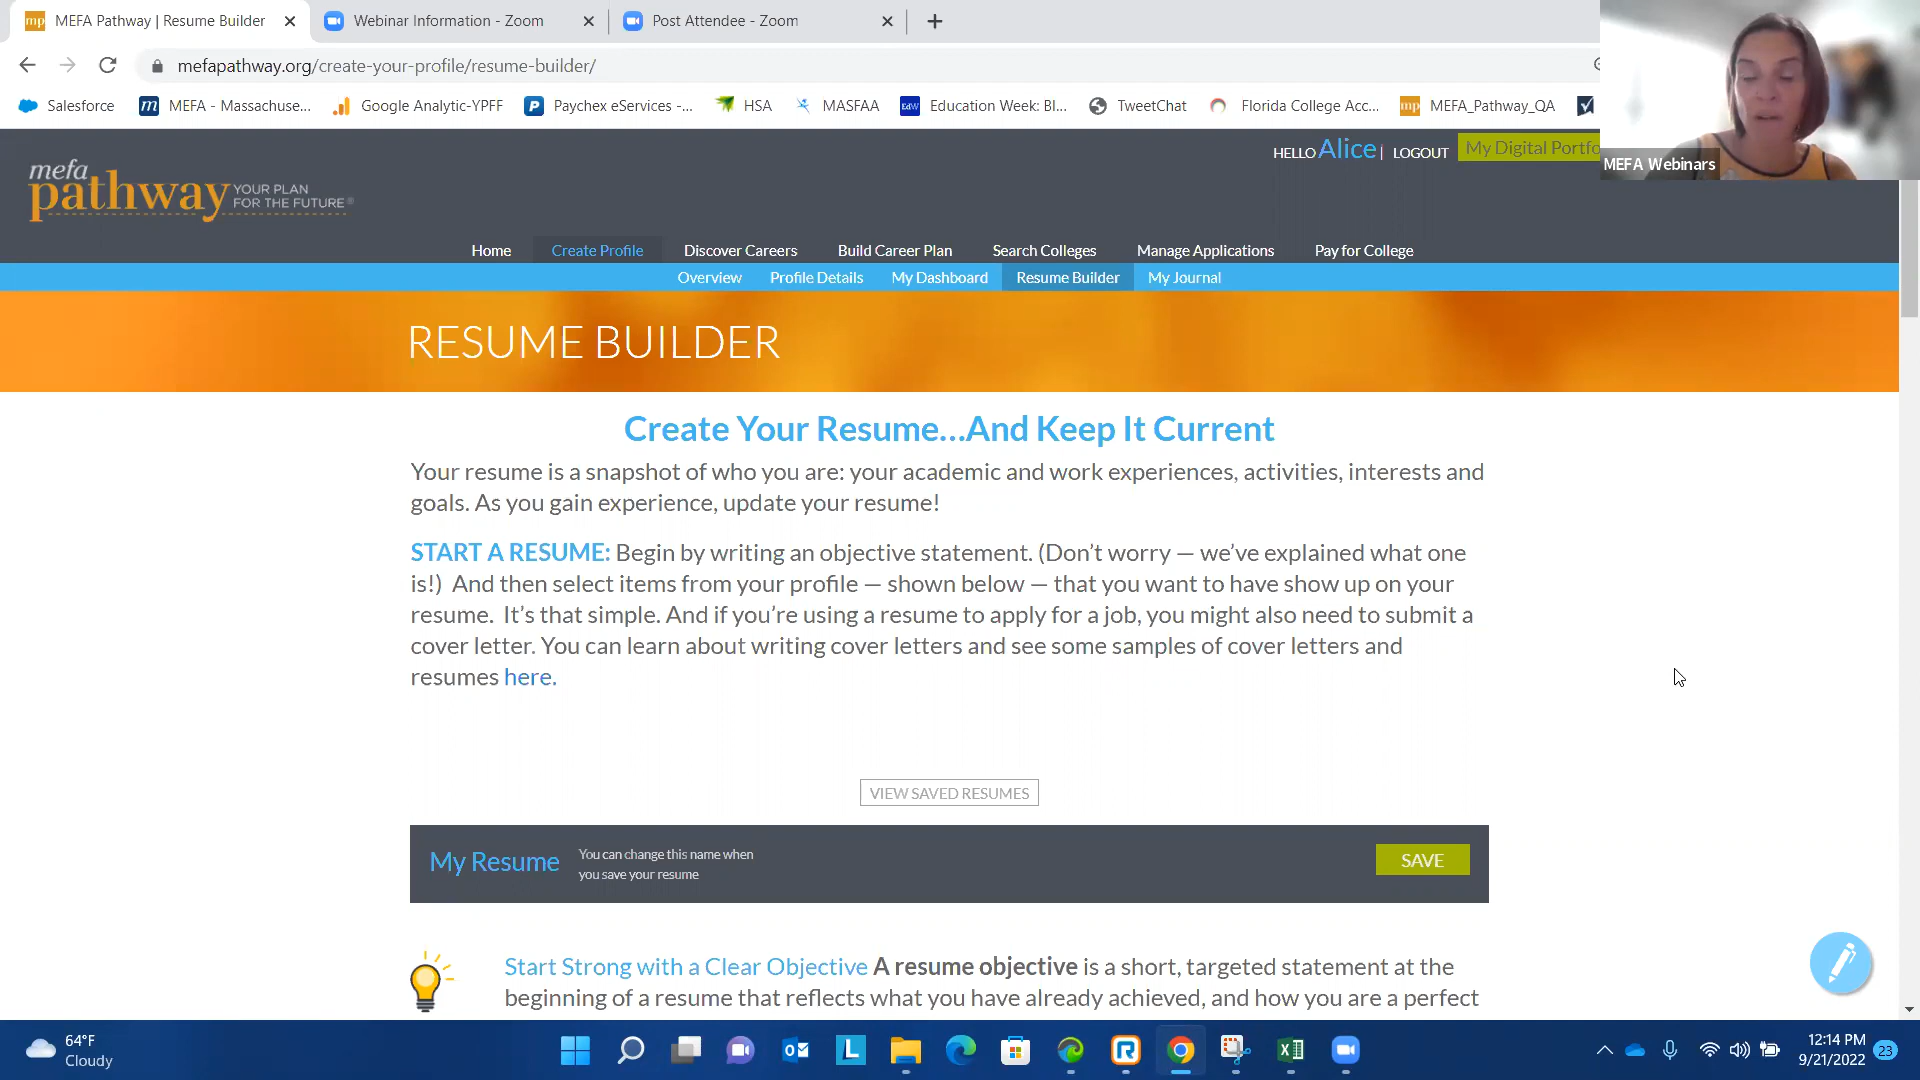 MEFA Pathway | Resume Builder
Webinar Information - Zoom
Post Attendee - Zoom
mefapathway.org/create-your-profile/resume-builder/
Salesforce
MEFA - Massachuse...
Google Analytic-YPFF
Paychex eServices -...
HSA
MASFAA
Education Week: Bl...
TweetChat
Florida College Acc...
MEFA_Pathway_QA
HELLO Alice | LOGOUT
My Digital Portfo
MEFA Webinars
mefa
pathway
YOUR PLAN
FOR THE FUTURE®
Home
Create Profile
Discover Careers
Build Career Plan
Search Colleges
Manage Applications
Pay for College
Overview
Profile Details
My Dashboard
Resume Builder
My Journal
RESUME BUILDER
Create Your Resume...And Keep It Current
Your resume is a snapshot of who you are: your academic and work experiences, activities, interests and
goals. As you gain experience, update your resume!
START A RESUME: Begin by writing an objective statement. (Don't worry — we've explained what one
is!) And then select items from your profile — shown below — that you want to have show up on your
resume. It's that simple. And if you're using a resume to apply for a job, you might also need to submit a
cover letter. You can learn about writing cover letters and see some samples of cover letters and
resumes here.
VIEW SAVED RESUMES
My Resume
You can change this name when
you save your resume
SAVE
Start Strong with a Clear Objective A resume objective is a short, targeted statement at the
beginning of a resume that reflects what you have already achieved, and how you are a perfect
64°F
Cloudy
12:14 PM
9/21/2022
23